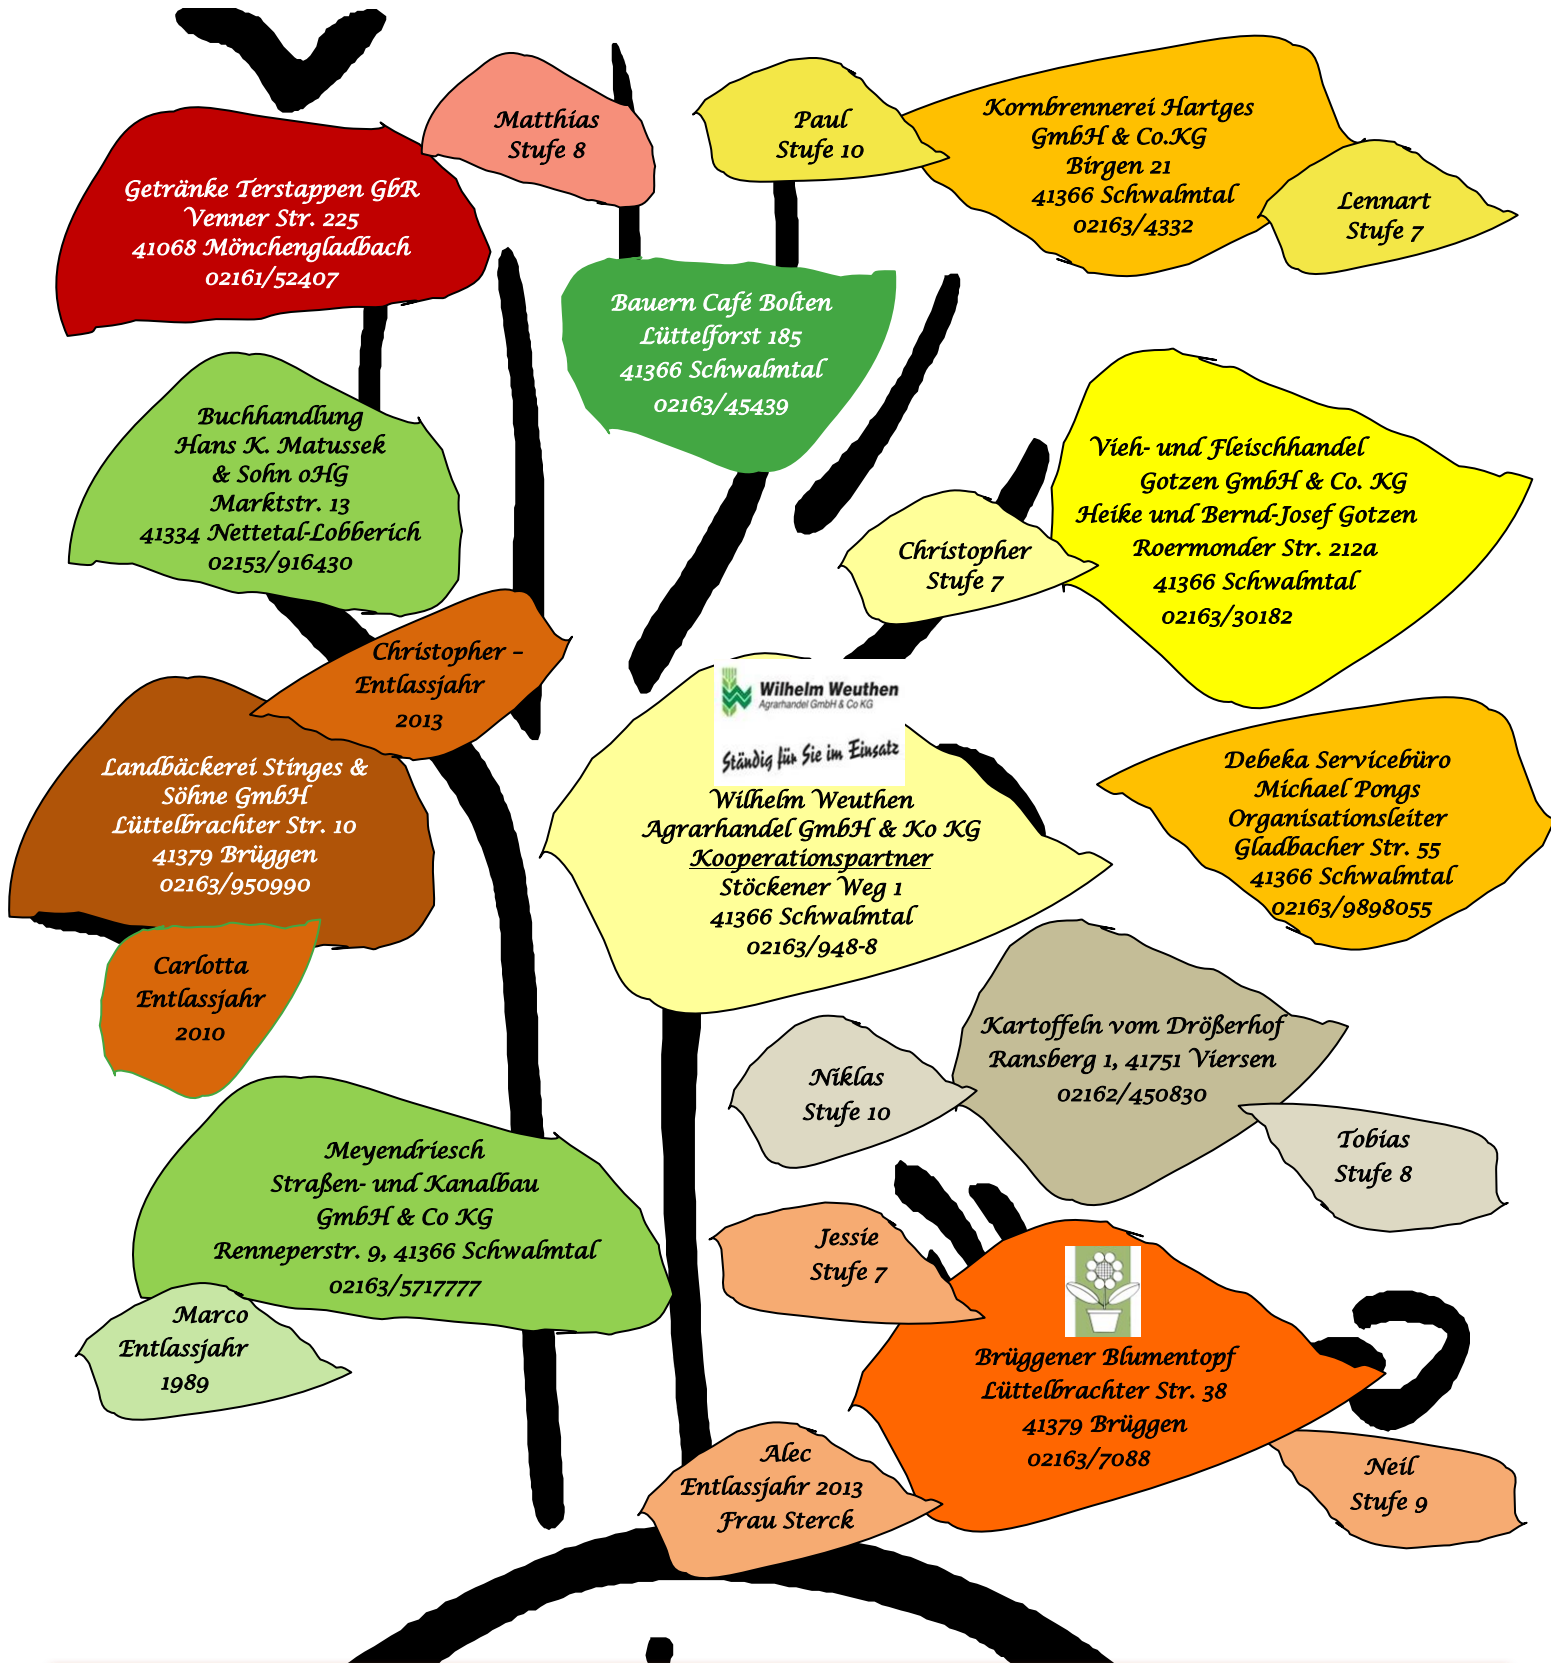 Matthias
Stufe 8
Paul
Stufe 10
Kornbrennerei Hartges
GmbH & Co.KG
Birgen 21
41366 Schwalmtal
02163/4332
Lennart
Stufe 7
Getränke Terstappen GbR
Venner Str. 225
41068 Mönchengladbach
02161/52407
Bauern Café Bolten
Lüttelforst 185
41366 Schwalmtal
02163/45439
Buchhandlung
Hans K. Matussek
& Sohn oHG
Marktstr. 13
41334 Nettetal-Lobberich
02153/916430
Vieh- und Fleischhandel
Gotzen GmbH & Co. KG
Heike und Bernd-Josef Gotzen
Roermonder Str. 212a
41366 Schwalmtal
02163/30182
Christopher
Stufe 7
Christopher –
Entlassjahr
2013
Landbäckerei Stinges &
Söhne GmbH
Lüttelbrachter Str. 10
41379 Brüggen
02163/950990
Wilhelm Weuthen
Agrarhandel GmbH & Co KG
Ständig für Sie im Einsatz
Wilhelm Weuthen
Agrarhandel GmbH & Ko KG
Kooperationspartner
Stöckener Weg 1
41366 Schwalmtal
02163/948-8
Debeka Servicebüro
Michael Pongs
Organisationsleiter
Gladbacher Str. 55
41366 Schwalmtal
02163/9898055
Carlotta
Entlassjahr
2010
Kartoffeln vom Drößerhof
Ransberg 1, 41751 Viersen
02162/450830
Niklas
Stufe 10
Tobias
Stufe 8
Meyendriesch
Straßen- und Kanalbau
GmbH & Co KG
Renneperstr. 9, 41366 Schwalmtal
02163/5717777
Jessie
Stufe 7
Marco
Entlassjahr
1989
Brüggener Blumentopf
Lüttelbrachter Str. 38
41379 Brüggen
02163/7088
Alec
Entlassjahr 2013
Frau Sterck
Neil
Stufe 9